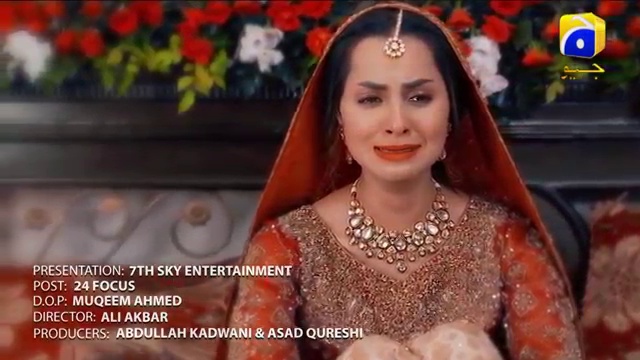 جیو
PRESENTATION: 7TH SKY ENTERTAINMENT
POST: 24 FOCUS
D.O.P: MUQEEM AHMED
DIRECTOR: ALI AKBAR
PRODUCERS: ABDULLAH KADWANI & ASAD QURESHI